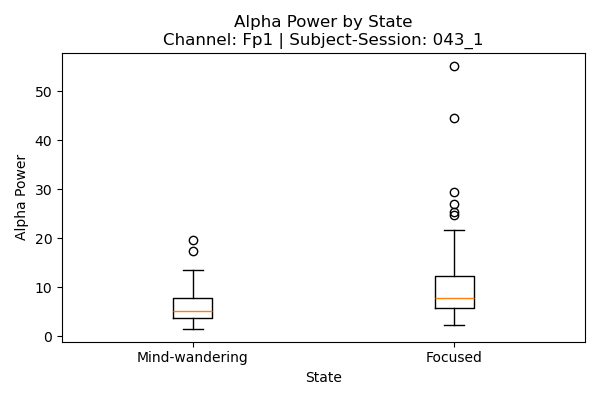 Alpha Power by State
Channel: Fp1 | Subject-Session: 043_1
Alpha Power
50
40
30
20
10
0
Mind-wandering
Focused
State